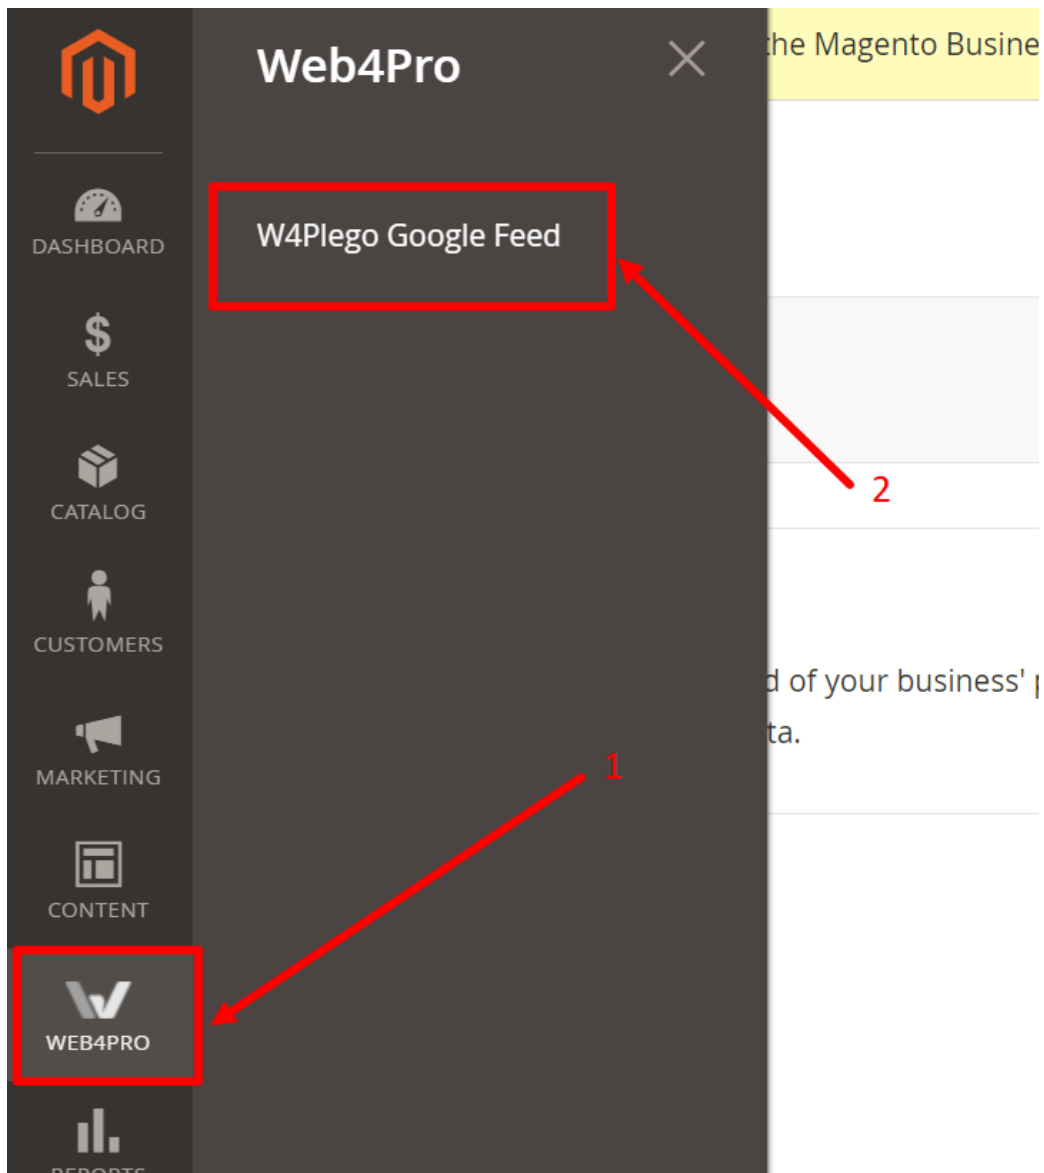 Web4Pro
the Magento Busine
DASHBOARD
W4Plego Google Feed
SALES
2
CATALOG
CUSTOMERS
d of your business' p
ta.
1
MARKETING
CONTENT
WEB4PRO
REPORTS